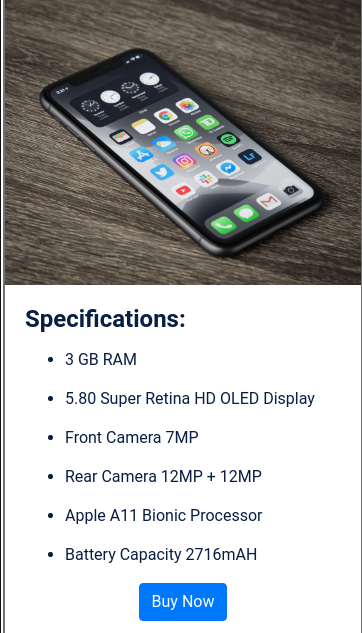 Specifications:
3 GB RAM
5.80 Super Retina HD OLED Display
Front Camera 7MP
Rear Camera 12MP + 12MP
Apple A11 Bionic Processor
Battery Capacity 2716mAH
Buy Now